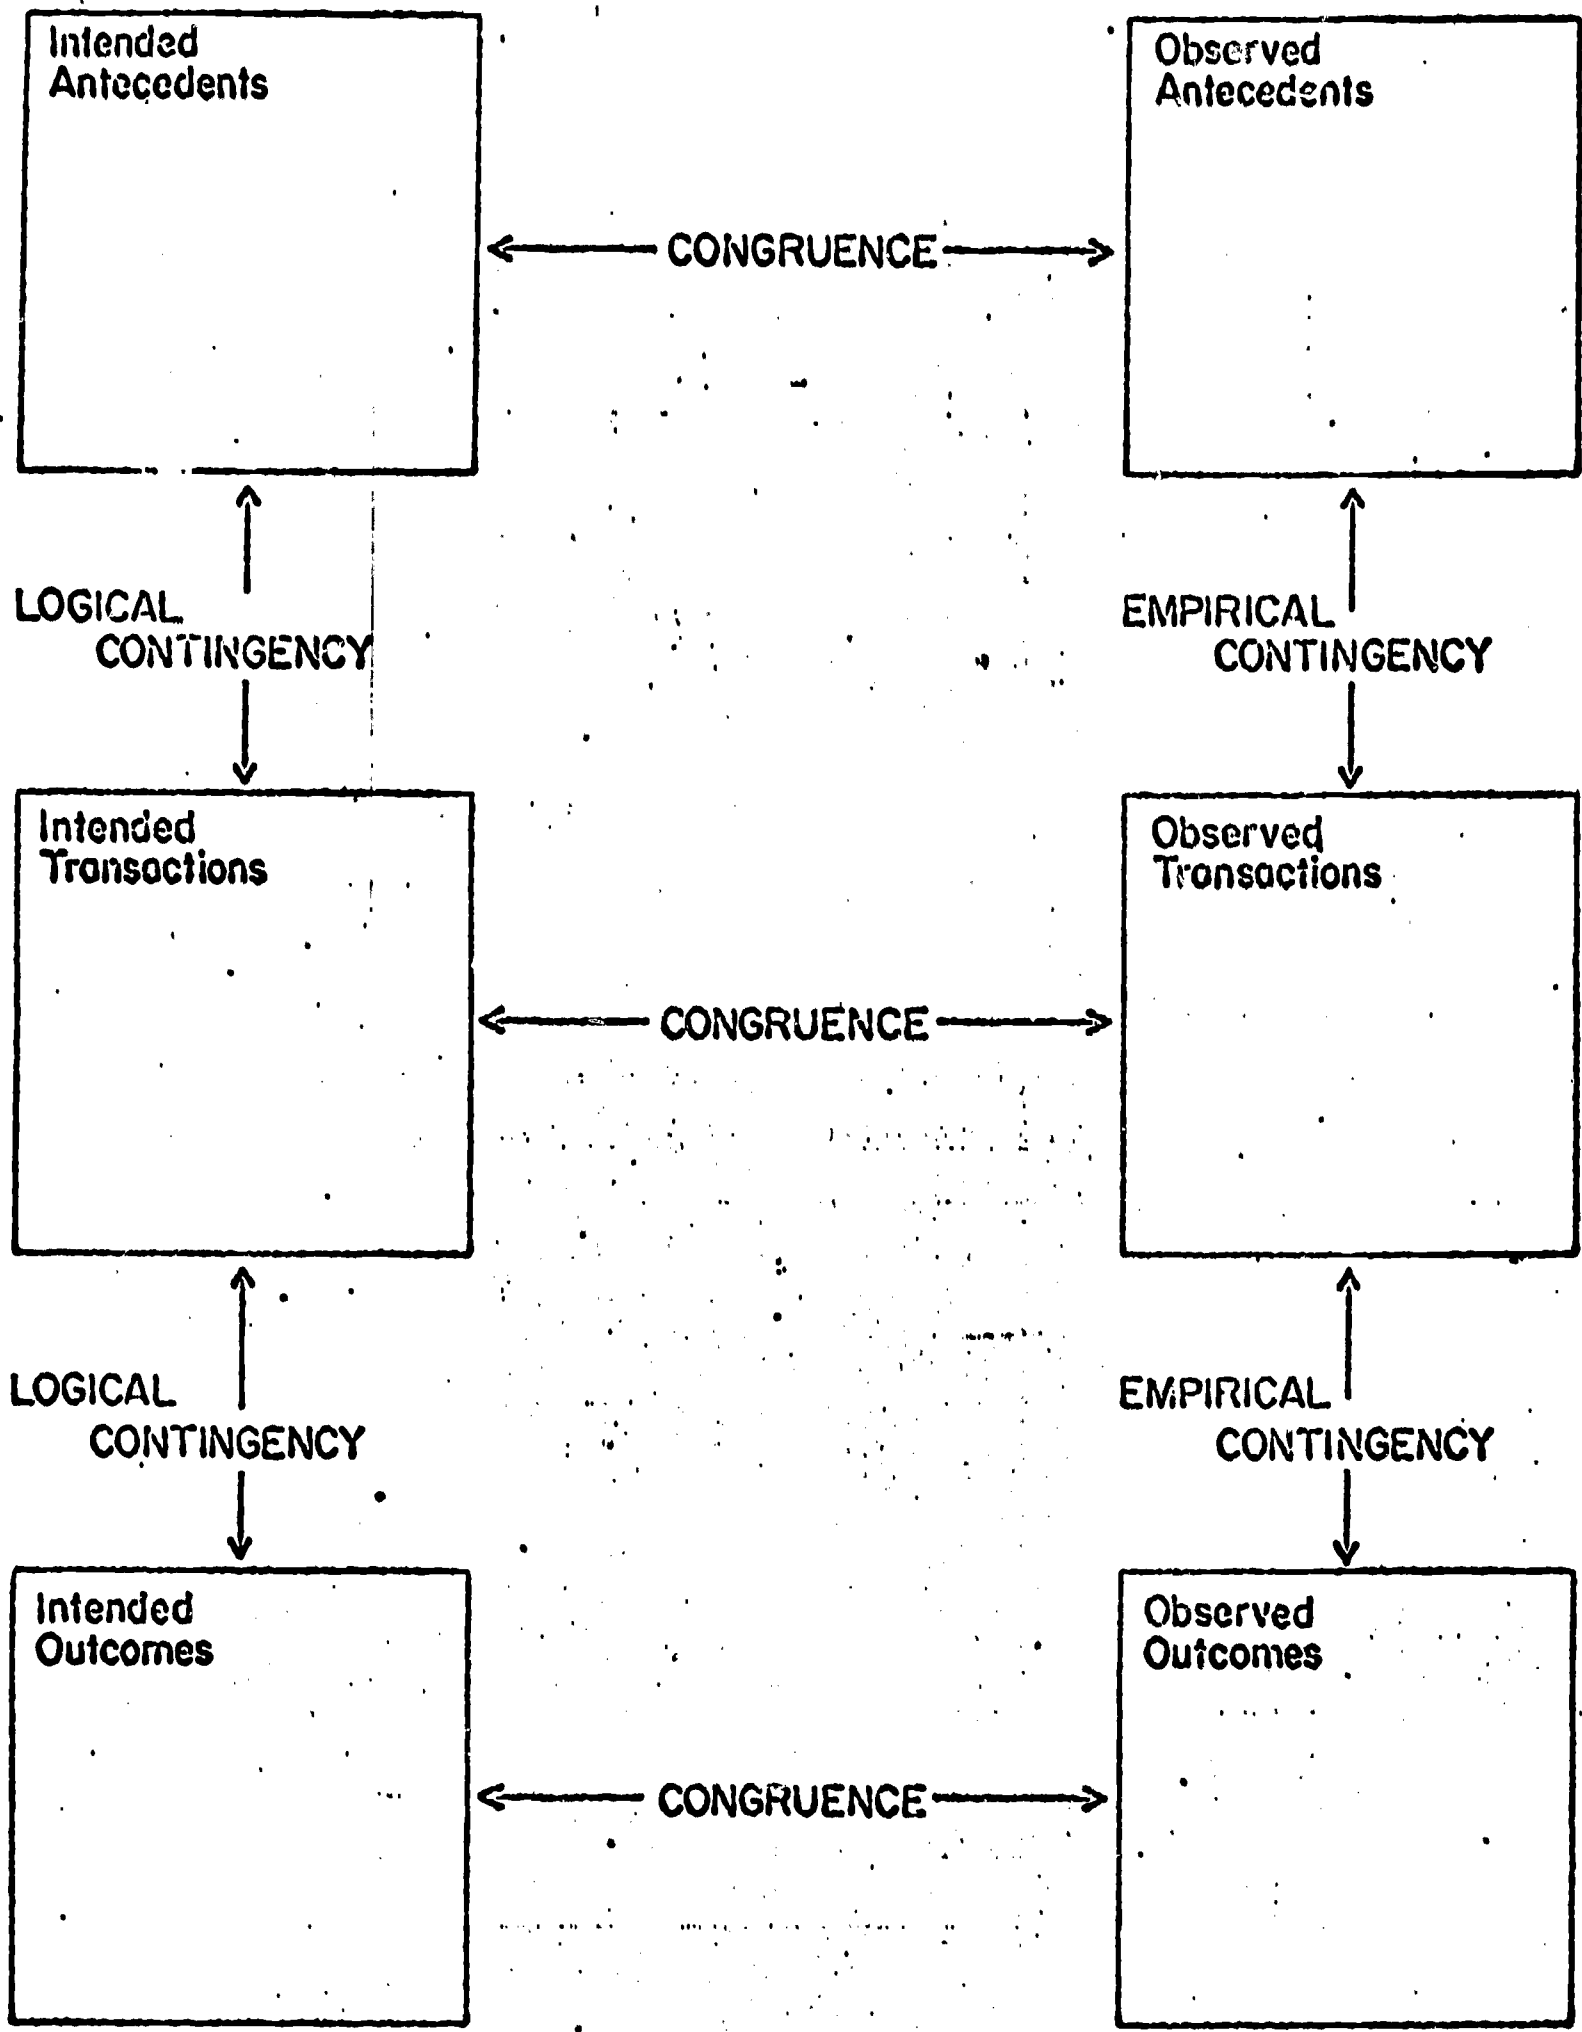 Intended
Antecedents
Observed
Antecedents
CONGRUENCE
LOGICAL
CONTINGENCY
EMPIRICAL
CONTINGENCY
Intended
Transactions
Observed
Transactions
CONGRUENCE
LOGICAL
CONTINGENCY
EMPIRICAL
CONTINGENCY
Intended
Outcomes
Observed
Outcomes
CONGRUENCE